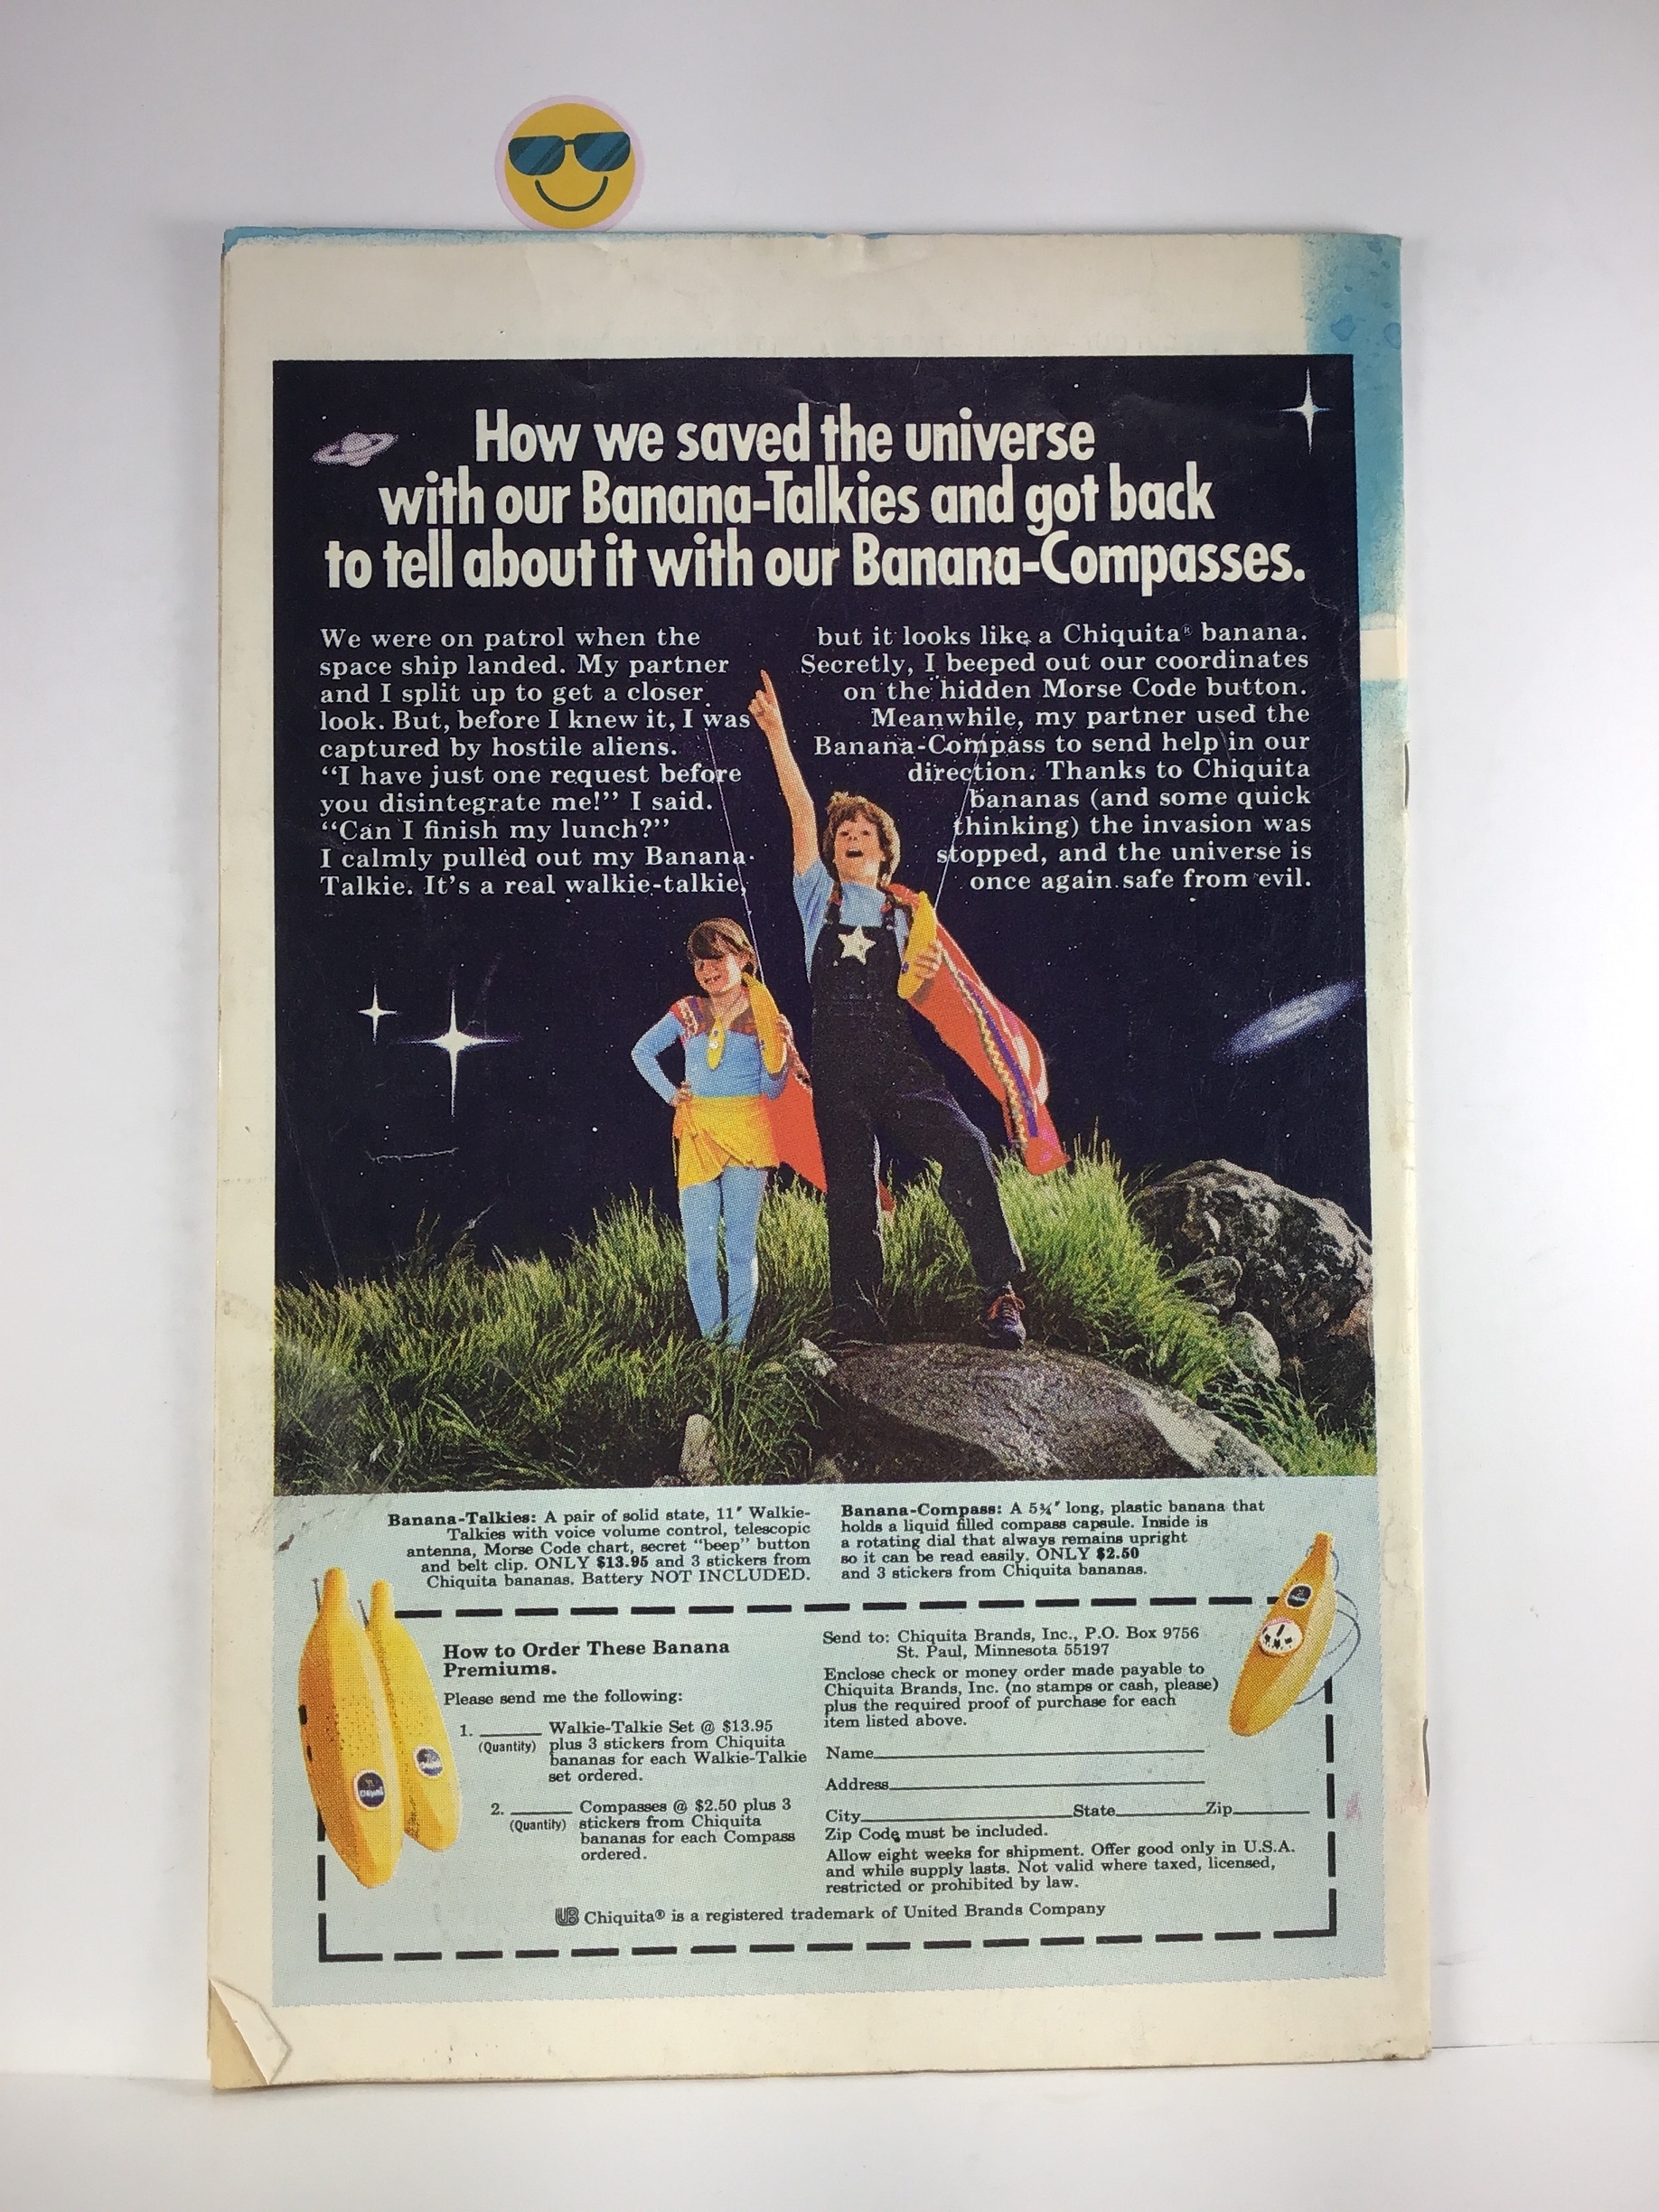 How we saved the universe
with our Banana-Talkies and got back
to tell about it with our Banana-Compasses.
We were on patrol when the
space ship landed. My partner
and I split up to get a closer
look. But, before I knew it, I was
captured by hostile aliens.
“I have just one request before
you disintegrate me!” I said.
“Can I finish my lunch?”
I calmly pulled out my Banana-
Talkie. It’s a real walkie-talkie,
but it looks like a Chiquita® banana.
Secretly, I beeped out our coordinates
on the hidden Morse Code button.
Meanwhile, my partner used the
Banana-Compass to send help in our
direction. Thanks to Chiquita
bananas (and some quick
thinking) the invasion was
stopped, and the universe is
once again safe from evil.
Banana-Talkies: A pair of solid state, 11″ Walkie-
Talkies with voice volume control, telescopic
antenna, Morse Code chart, secret “beep” button
and belt clip. ONLY $13.95 and 3 stickers from
Chiquita bananas. Battery NOT INCLUDED.
Banana-Compass: A 5¾″ long, plastic banana that
holds a liquid filled compass capsule. Inside is
a rotating dial that always remains upright
so it can be read easily. ONLY $2.50
and 3 stickers from Chiquita bananas.
How to Order These Banana
Premiums.
Please send me the following:
1. ______ Walkie-Talkie Set @ $13.95
(Quantity) plus 3 stickers from Chiquita
bananas for each Walkie-Talkie
set ordered.
2. ______ Compasses @ $2.50 plus 3
(Quantity) stickers from Chiquita
bananas for each Compass
ordered.
Send to: Chiquita Brands, Inc., P.O. Box 9756
St. Paul, Minnesota 55197
Enclose check or money order made payable to
Chiquita Brands, Inc. (no stamps or cash, please)
plus the required proof of purchase for each
item listed above.
Name
Address
City State Zip
Zip Code must be included.
Allow eight weeks for shipment. Offer good only in U.S.A.
and while supply lasts. Not valid where taxed, licensed,
restricted or prohibited by law.
UB Chiquita® is a registered trademark of United Brands Company